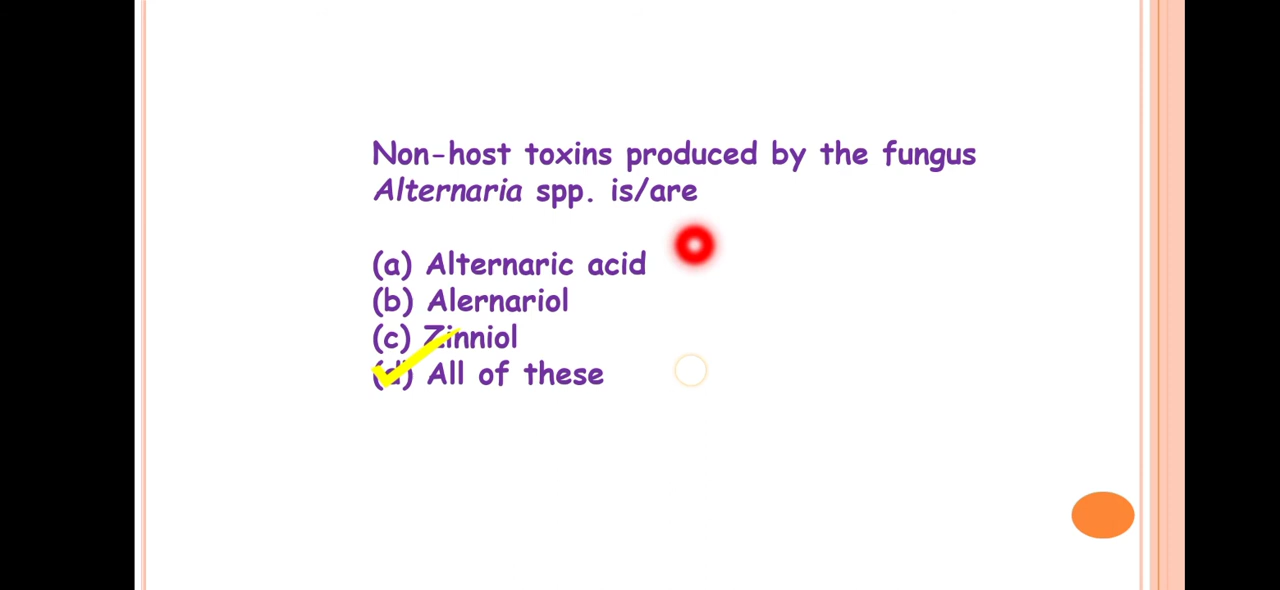 Non-host toxins produced by the fungus
Alternaria spp. is/are
(a) Alternaric acid
(b) Alernariol
(c) Zinniol
(d) All of these